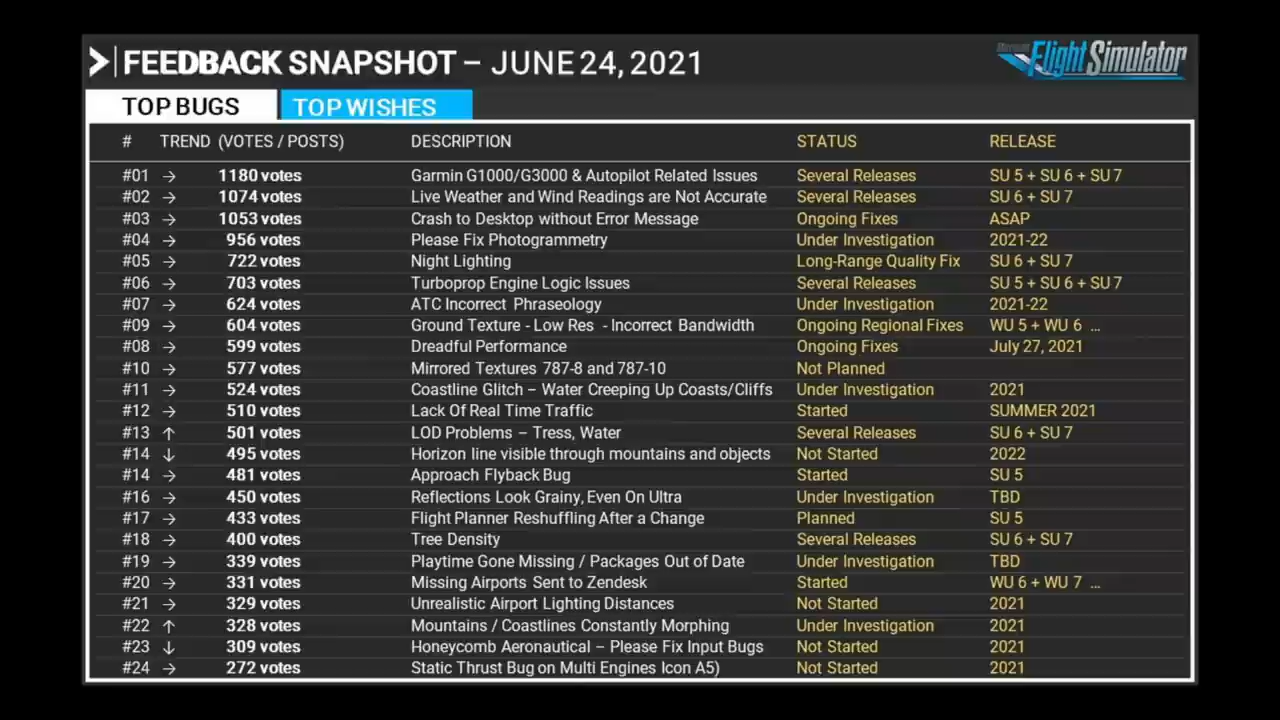 FEEDBACK SNAPSHOT – JUNE 24, 2021
Microsoft Flight Simulator
TOP BUGS TOP WISHES
# TREND (VOTES / POSTS) DESCRIPTION STATUS RELEASE
#01 → 1180 votes Garmin G1000/G3000 & Autopilot Related Issues Several Releases SU 5 + SU 6 + SU 7
#02 → 1074 votes Live Weather and Wind Readings are Not Accurate Several Releases SU 6 + SU 7
#03 → 1053 votes Crash to Desktop without Error Message Ongoing Fixes ASAP
#04 → 956 votes Please Fix Photogrammetry Under Investigation 2021-22
#05 → 722 votes Night Lighting Long-Range Quality Fix SU 6 + SU 7
#06 → 703 votes Turboprop Engine Logic Issues Several Releases SU 5 + SU 6 + SU 7
#07 → 624 votes ATC Incorrect Phraseology Under Investigation 2021-22
#09 → 604 votes Ground Texture - Low Res - Incorrect Bandwidth Ongoing Regional Fixes WU 5 + WU 6 ...
#08 → 599 votes Dreadful Performance Ongoing Fixes July 27, 2021
#10 → 577 votes Mirrored Textures 787-8 and 787-10 Not Planned
#11 → 524 votes Coastline Glitch – Water Creeping Up Coasts/Cliffs Under Investigation 2021
#12 → 510 votes Lack Of Real Time Traffic Started SUMMER 2021
#13 ↑ 501 votes LOD Problems – Tress, Water Several Releases SU 6 + SU 7
#14 ↓ 495 votes Horizon line visible through mountains and objects Not Started 2022
#14 → 481 votes Approach Flyback Bug Started SU 5
#16 → 450 votes Reflections Look Grainy, Even On Ultra Under Investigation TBD
#17 → 433 votes Flight Planner Reshuffling After a Change Planned SU 5
#18 → 400 votes Tree Density Several Releases SU 6 + SU 7
#19 → 339 votes Playtime Gone Missing / Packages Out of Date Under Investigation TBD
#20 → 331 votes Missing Airports Sent to Zendesk Started WU 6 + WU 7 ...
#21 → 329 votes Unrealistic Airport Lighting Distances Not Started 2021
#22 ↑ 328 votes Mountains / Coastlines Constantly Morphing Under Investigation 2021
#23 ↓ 309 votes Honeycomb Aeronautical – Please Fix Input Bugs Not Started 2021
#24 → 272 votes Static Thrust Bug on Multi Engines Icon A5) Not Started 2021